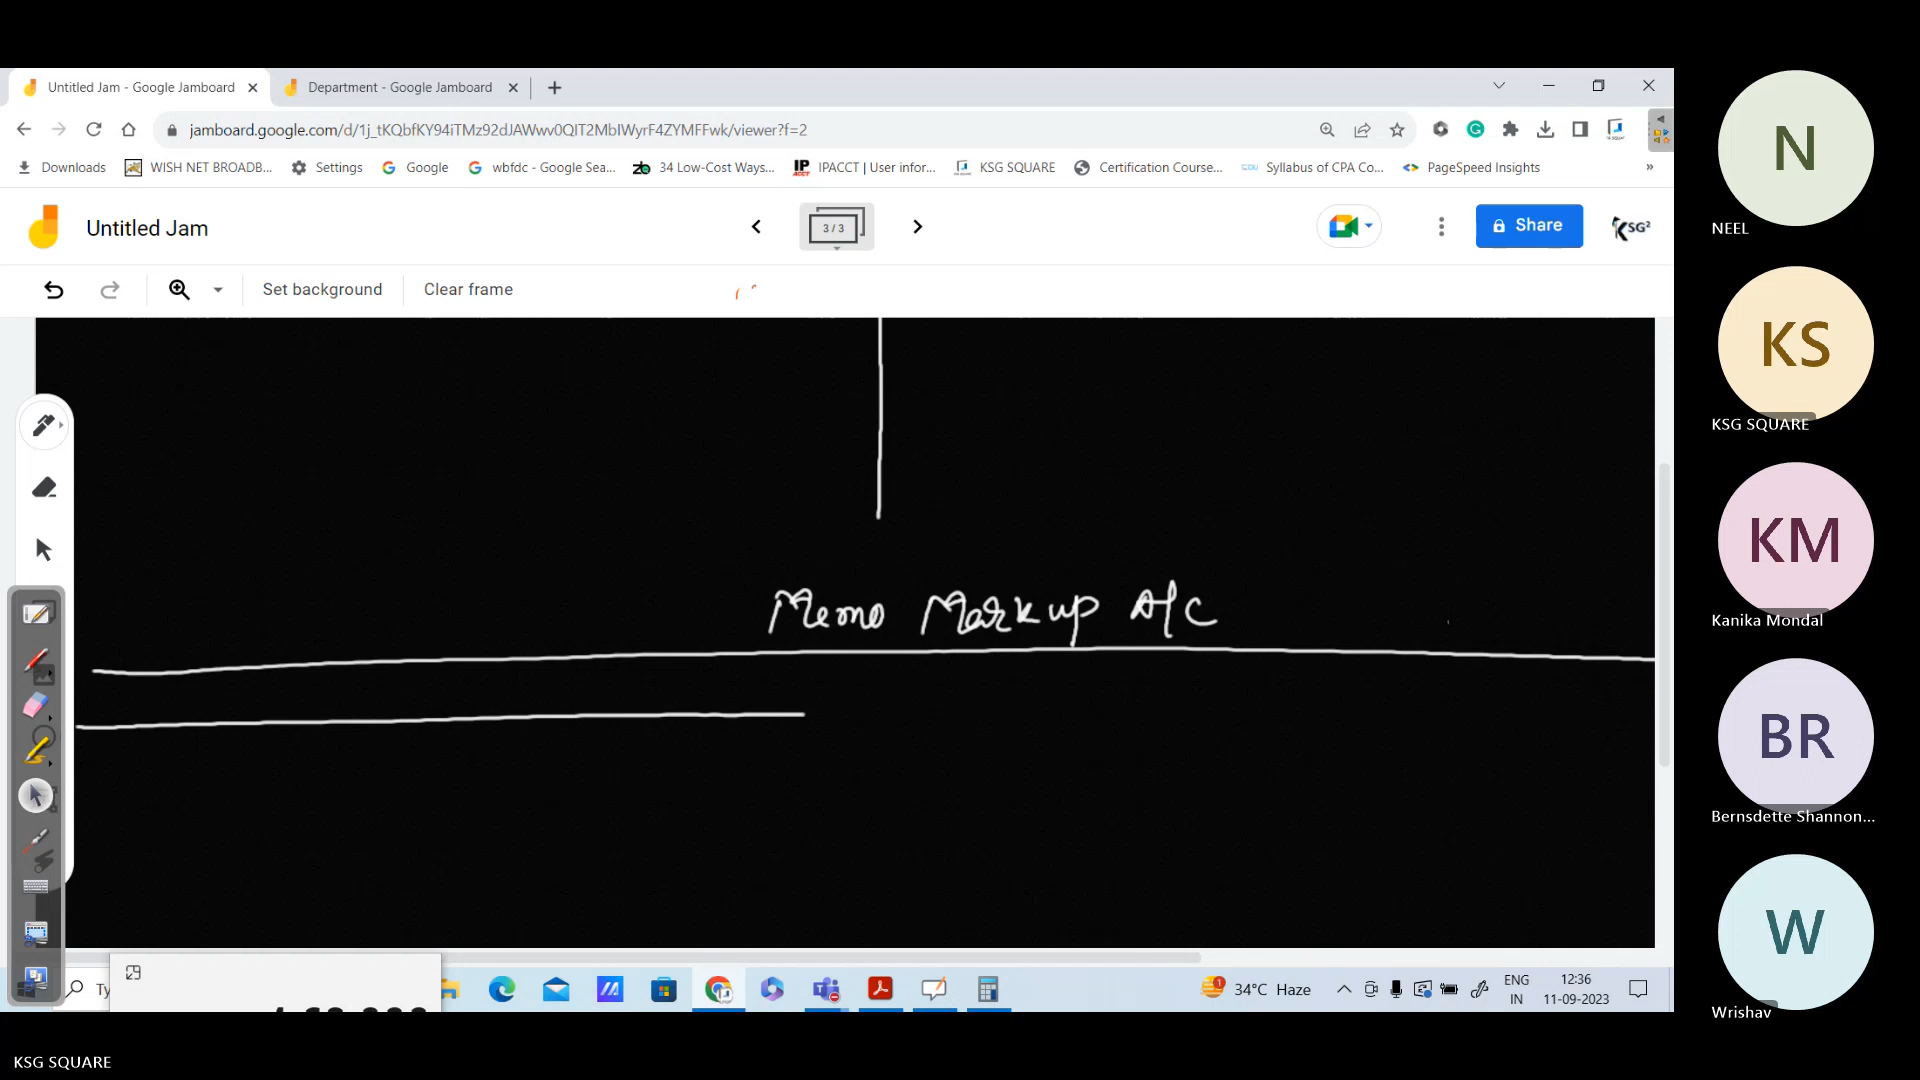 Untitled Jam - Google Jamboard
Department - Google Jamboard
jamboard.google.com/d/1j_tKQbfKY94iTMz92dJAWwv0QIT2MbIWyrF4ZYMFFwk/viewer?f=2
Downloads
WISH NET BROADB...
Settings
Google
wbfdc - Google Sea...
34 Low-Cost Ways...
IPACCT | User infor...
KSG SQUARE
Certification Course...
Syllabus of CPA Co...
PageSpeed Insights
»
Untitled Jam
3 / 3
Share
KSG²
Set background
Clear frame
Memo Markup A/C
Ty
34°C Haze
ENG
IN
12:36
11-09-2023
N
NEEL
KS
KSG SQUARE
KM
Kanika Mondal
BR
Bernsdette Shannon...
W
Wrishav
KSG SQUARE